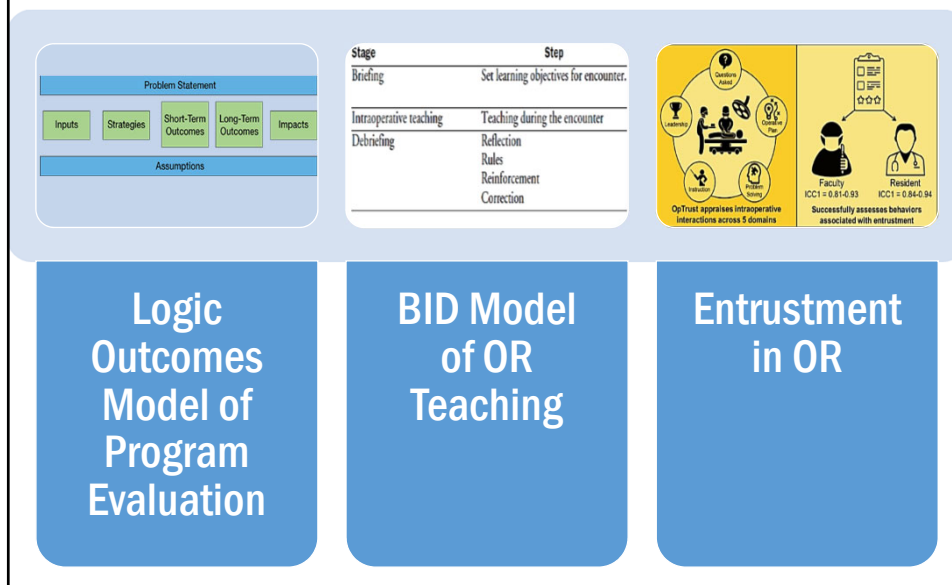 Problem Statement
Inputs
Strategies
Short-Term
Outcomes
Long-Term
Outcomes
Impacts
Assumptions
Logic
Outcomes
Model of
Program
Evaluation
Stage Step
Briefing Set learning objectives for encounter.
Intraoperative teaching Teaching during the encounter
Debriefing Reflection
Rules
Reinforcement
Correction
BID Model
of OR
Teaching
Questions
Asked
Leadership
Operative
Plan
Instruction
Problem
Solving
OpTrust appraises intraoperative
interactions across 5 domains
Faculty
ICC1 = 0.81-0.93
Resident
ICC1 = 0.84-0.94
Successfully assesses behaviors
associated with entrustment
Entrustment
in OR